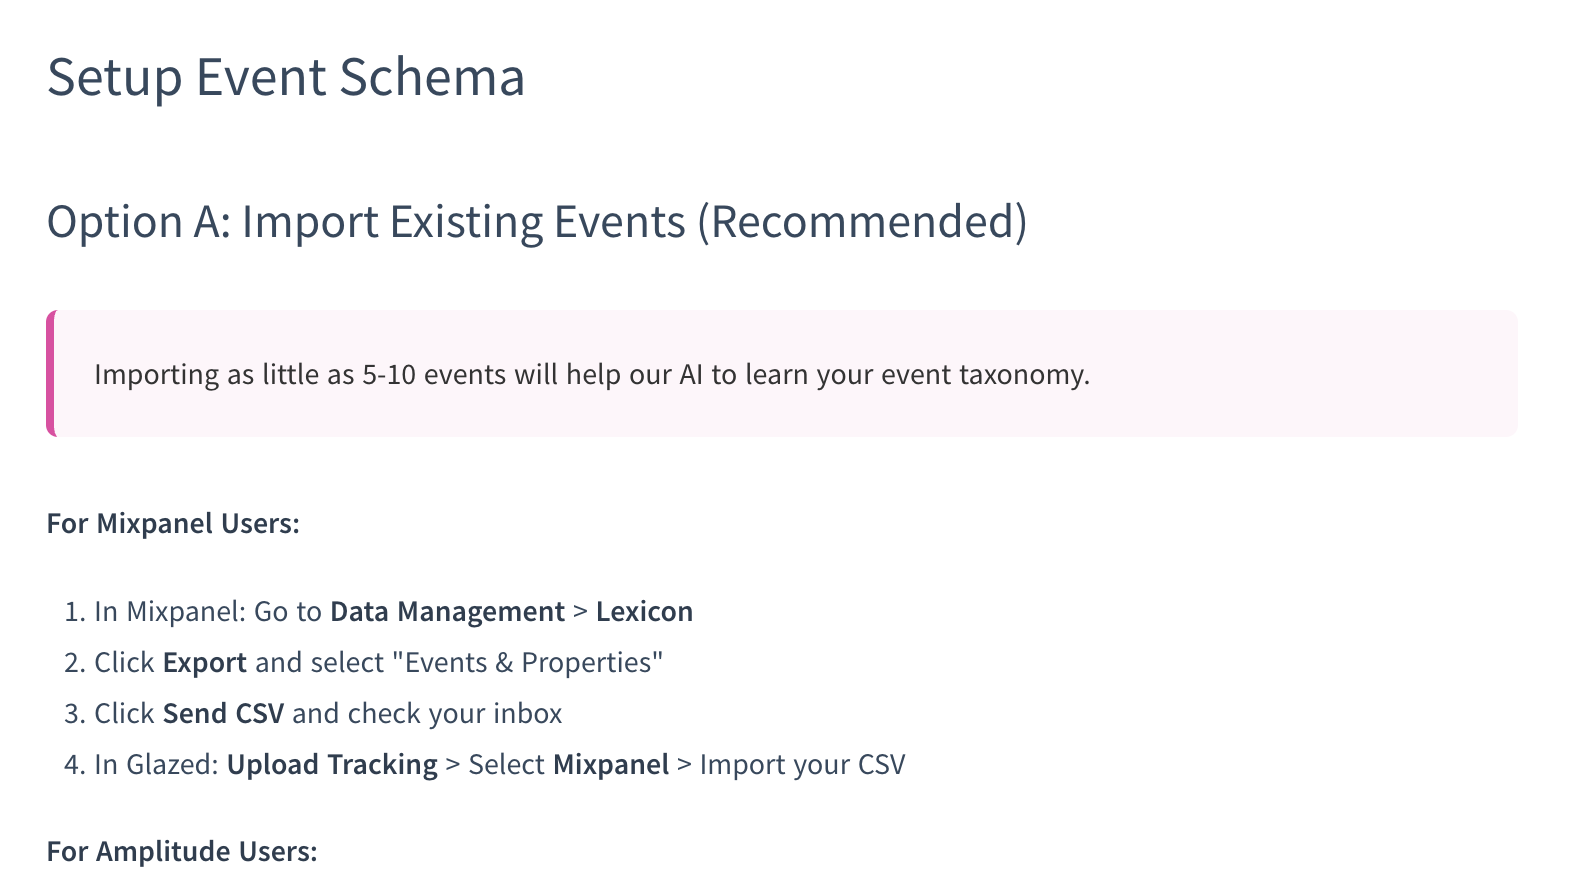 Setup Event Schema
Option A: Import Existing Events (Recommended)
Importing as little as 5-10 events will help our AI to learn your event taxonomy.
For Mixpanel Users:
1. In Mixpanel: Go to Data Management > Lexicon
2. Click Export and select "Events & Properties"
3. Click Send CSV and check your inbox
4. In Glazed: Upload Tracking > Select Mixpanel > Import your CSV
For Amplitude Users: